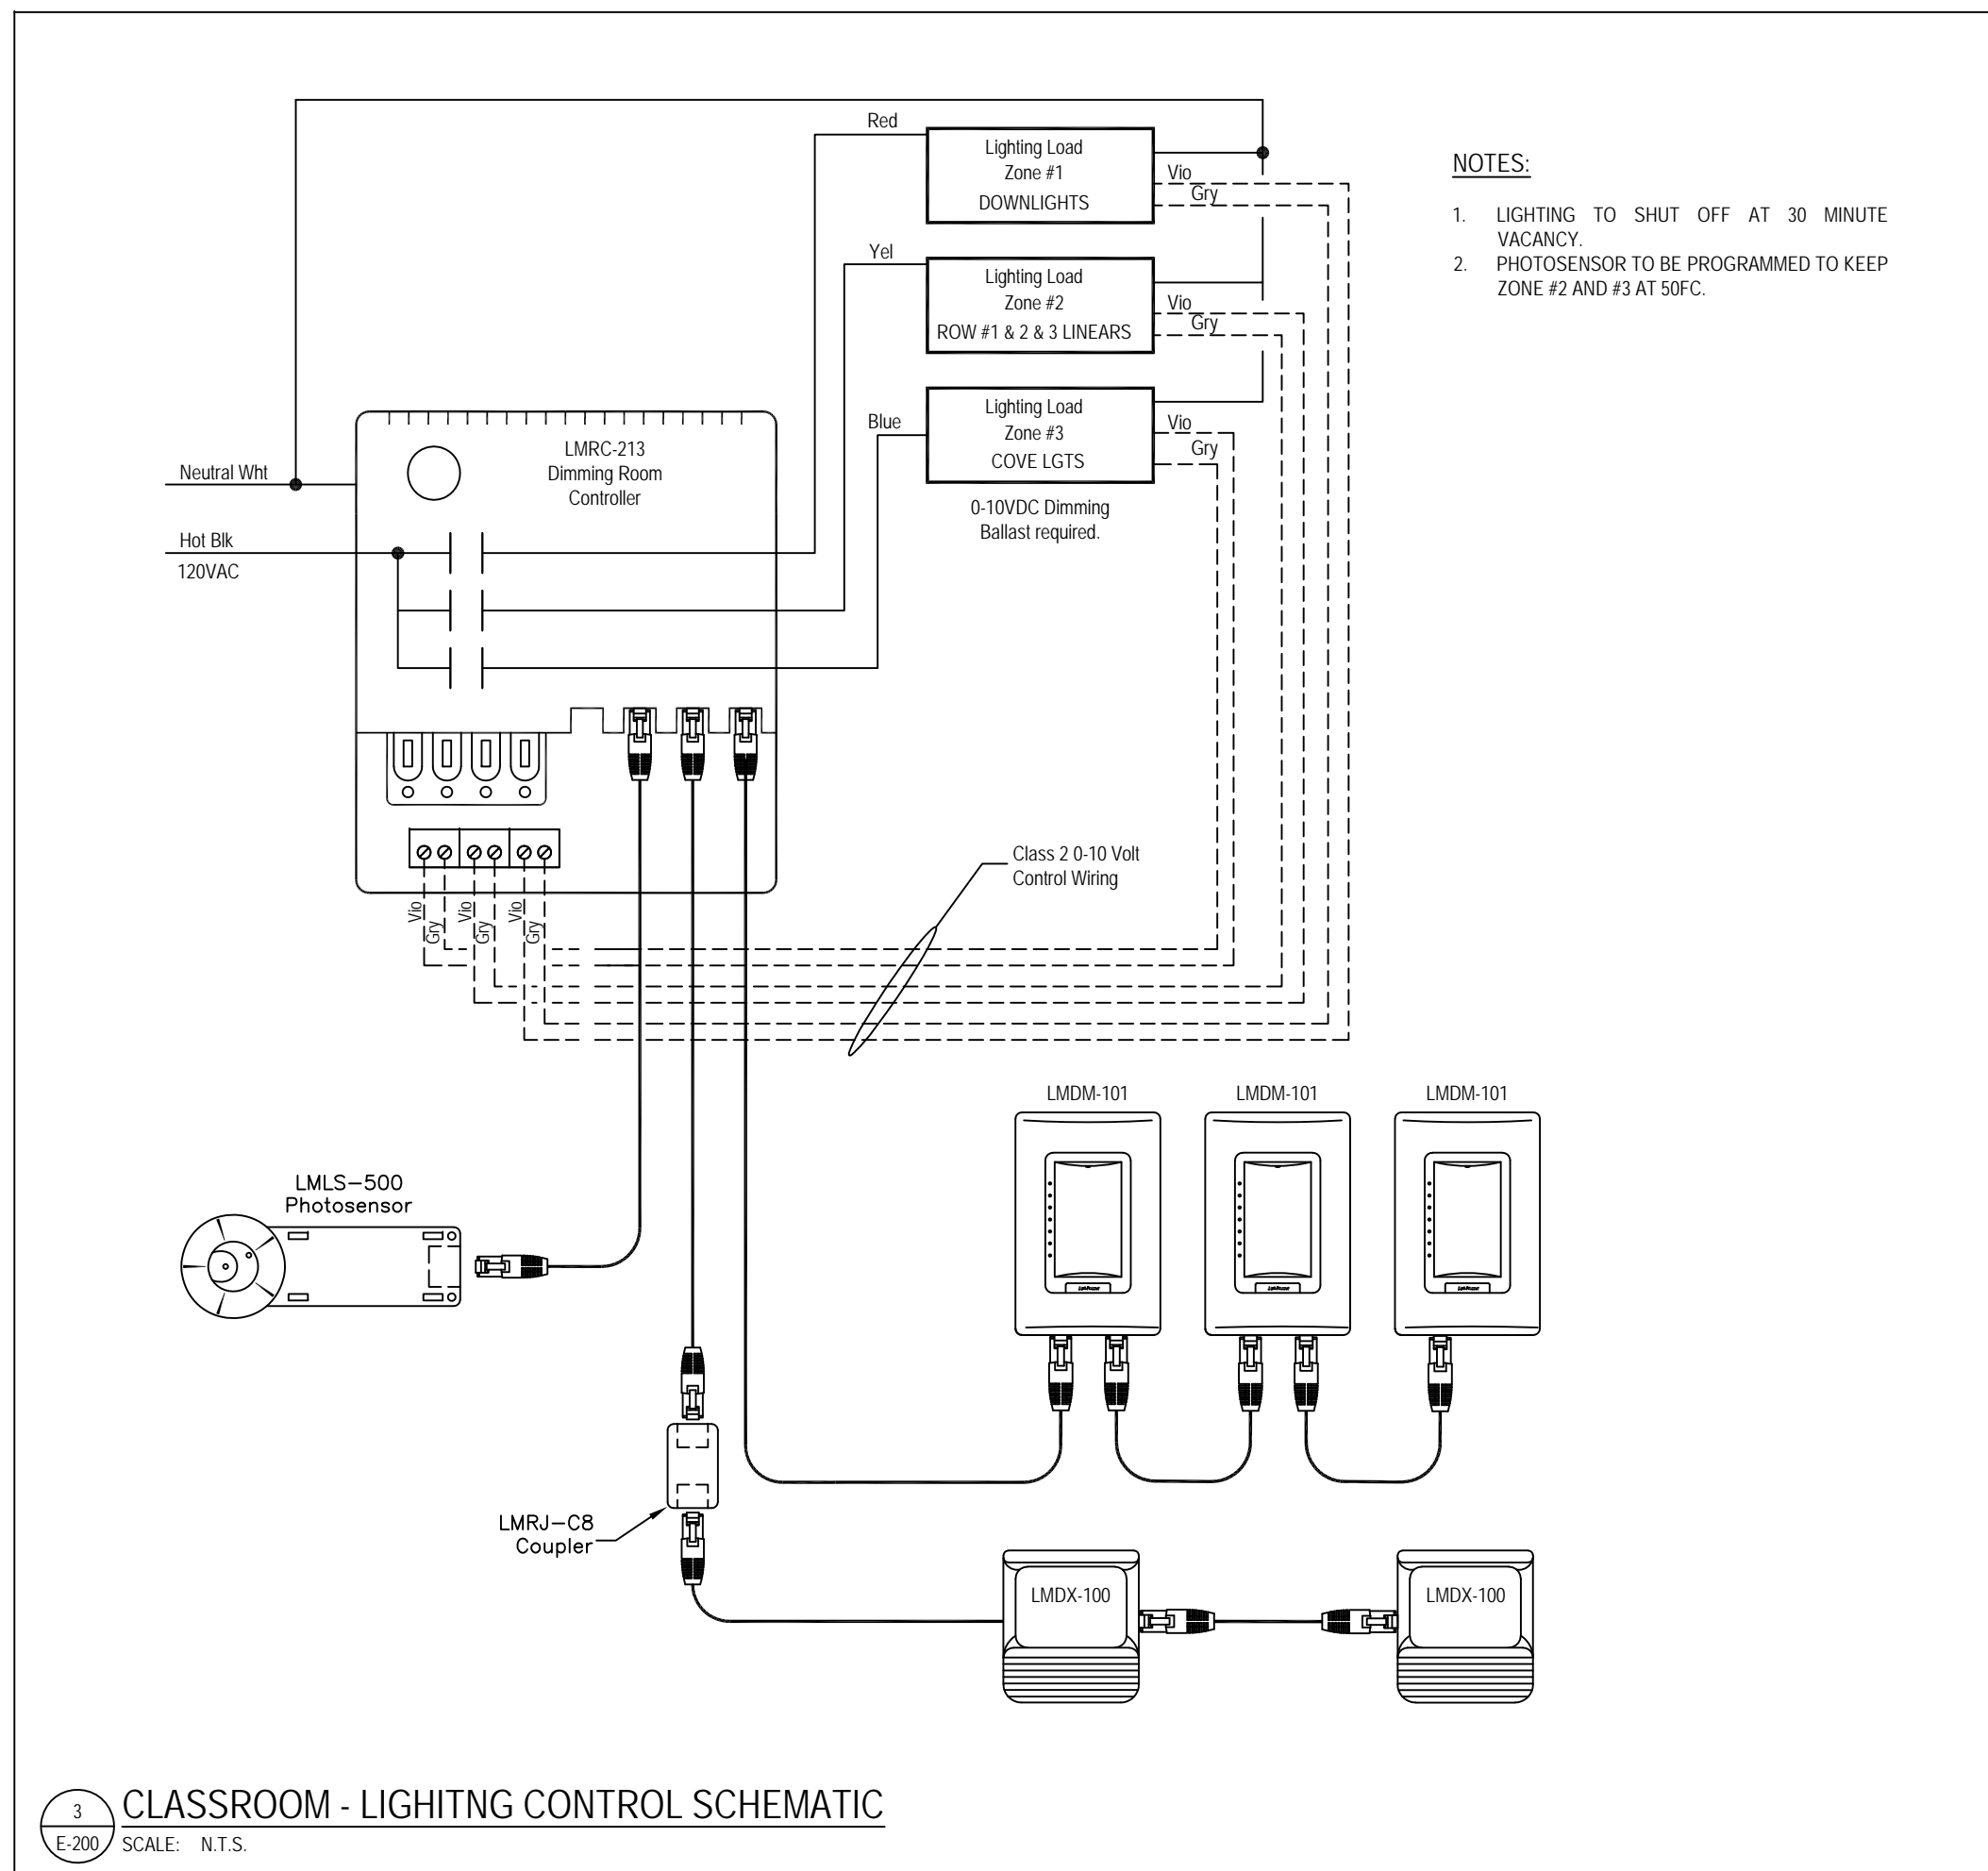 Red
Lighting Load
Zone #1
DOWNLIGHTS
Vio
Gry
NOTES:
1. LIGHTING TO SHUT OFF AT 30 MINUTE
VACANCY.
2. PHOTOSENSOR TO BE PROGRAMMED TO KEEP
ZONE #2 AND #3 AT 50FC.
Yel
Lighting Load
Zone #2
ROW #1 & 2 & 3 LINEARS
Vio
Gry
Blue
Lighting Load
Zone #3
COVE LGTS
Vio
Gry
0-10VDC Dimming
Ballast required.
LMRC-213
Dimming Room
Controller
Neutral Wht
Hot Blk
120VAC
Class 2 0-10 Volt
Control Wiring
Vio
Gry
Vio
Gry
Vio
Gry
LMDM-101
LMDM-101
LMDM-101
LMLS-500
Photosensor
LMRJ-C8
Coupler
LMDX-100
LMDX-100
3
E-200
CLASSROOM - LIGHITNG CONTROL SCHEMATIC
SCALE: N.T.S.